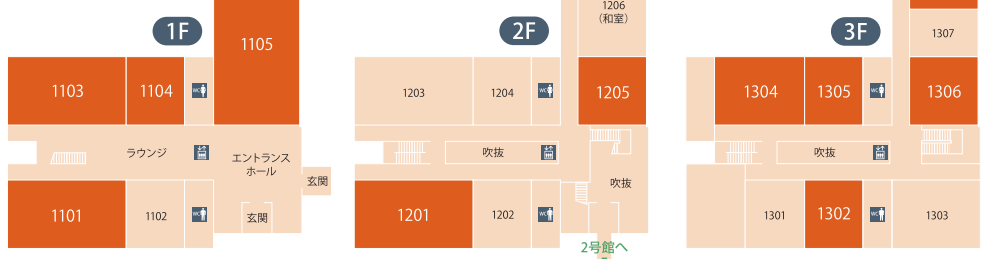 1F
1105
1103
1104
WC
ラウンジ
エントランス
ホール
玄関
1101
1102
WC
玄関
2F
1206
(和室)
1203
1204
WC
1205
吹抜
吹抜
1201
1202
WC
2号館へ
3F
1307
1304
1305
WC
1306
吹抜
1301
1302
WC
1303